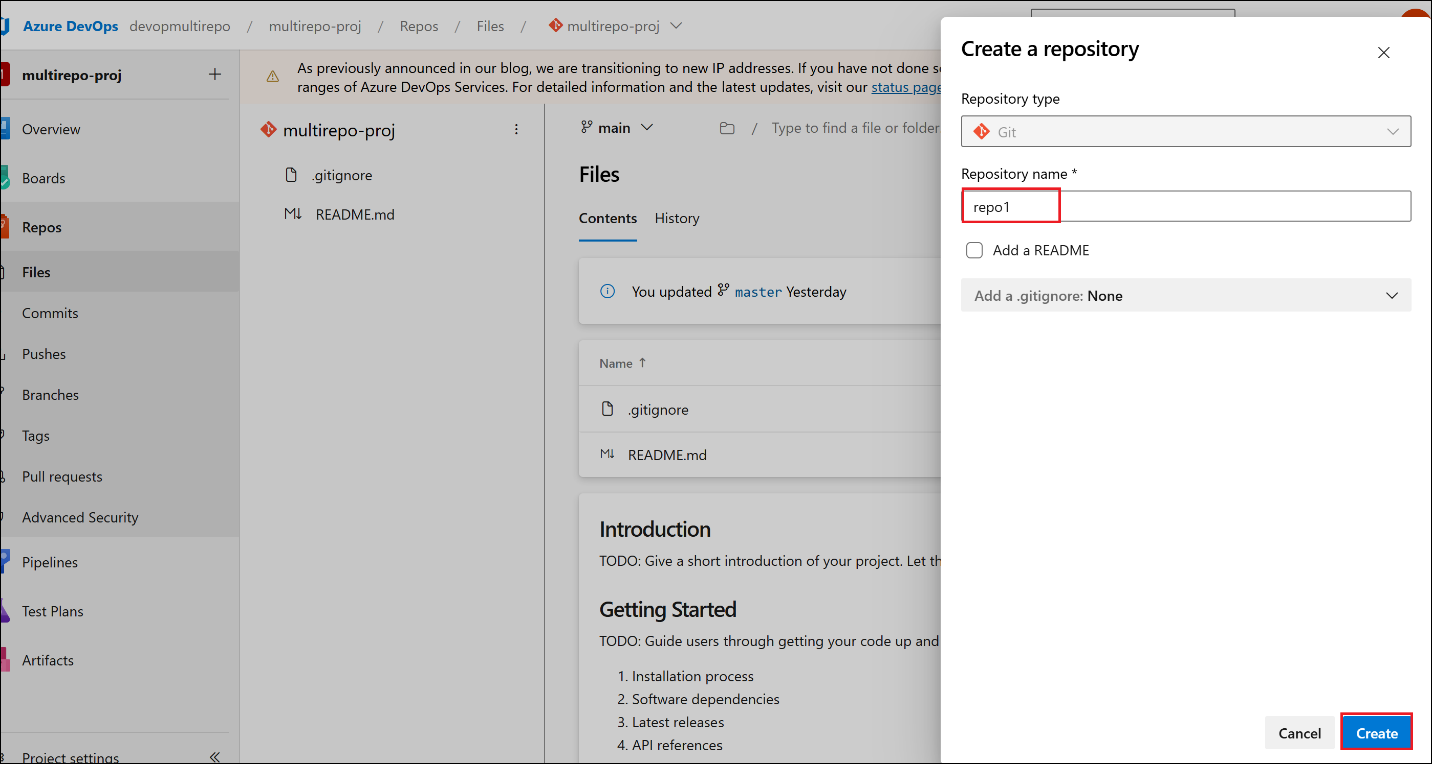 Azure DevOps devopmultirepo / multirepo-proj / Repos / Files / multirepo-proj
multirepo-proj
Overview
Boards
Repos
Files
Commits
Pushes
Branches
Tags
Pull requests
Advanced Security
Pipelines
Test Plans
Artifacts
Project settings
As previously announced in our blog, we are transitioning to new IP addresses. If you have not done
ranges of Azure DevOps Services. For detailed information and the latest updates, visit our status page
multirepo-proj
.gitignore
README.md
main / Type to find a file or folder
Files
Contents History
You updated master Yesterday
Name ↑
.gitignore
README.md
Introduction
TODO: Give a short introduction of your project. Let
Getting Started
TODO: Guide users through getting your code up and
1. Installation process
2. Software dependencies
3. Latest releases
4. API references
Create a repository
Repository type
Git
Repository name *
repo1
Add a README
Add a .gitignore: None
Cancel Create